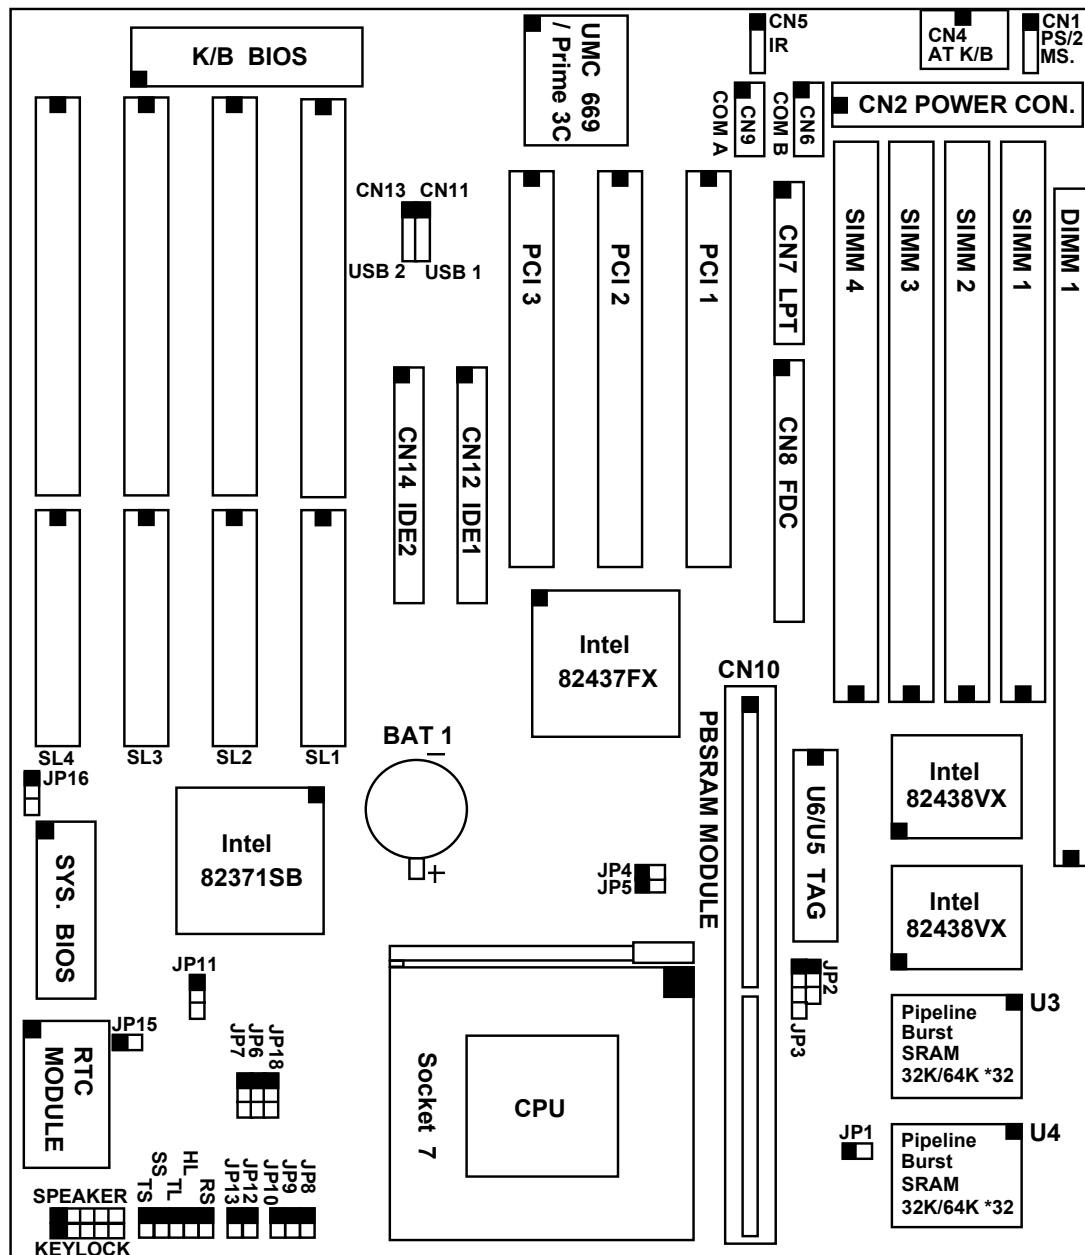 K/B BIOS
UMC 669
/ Prime 3C
CN5
IR
CN4
AT K/B
CN1
PS/2
MS.
COM A
CN9
COM B
CN6
CN2 POWER CON.
CN13 CN11
USB 2 USB 1
PCI 3
PCI 2
PCI 1
CN7 LPT
SIMM 4
SIMM 3
SIMM 2
SIMM 1
DIMM 1
CN14 IDE2
CN12 IDE1
CN8 FDC
Intel
82437FX
CN10
PBSRAM MODULE
SL4
SL3
SL2
SL1
JP16
BAT 1
−
+
Intel
82371SB
SYS. BIOS
U6/U5 TAG
Intel
82438VX
Intel
82438VX
JP4
JP5
JP11
JP15
RTC
MODULE
JP7
JP6
JP18
Socket 7
CPU
JP2
JP3
Pipeline
Burst
SRAM
32K/64K *32
U3
JP1
Pipeline
Burst
SRAM
32K/64K *32
U4
SPEAKER
KEYLOCK
TS
SS
TL
HL
RS
JP13
JP12
JP10
JP9
JP8